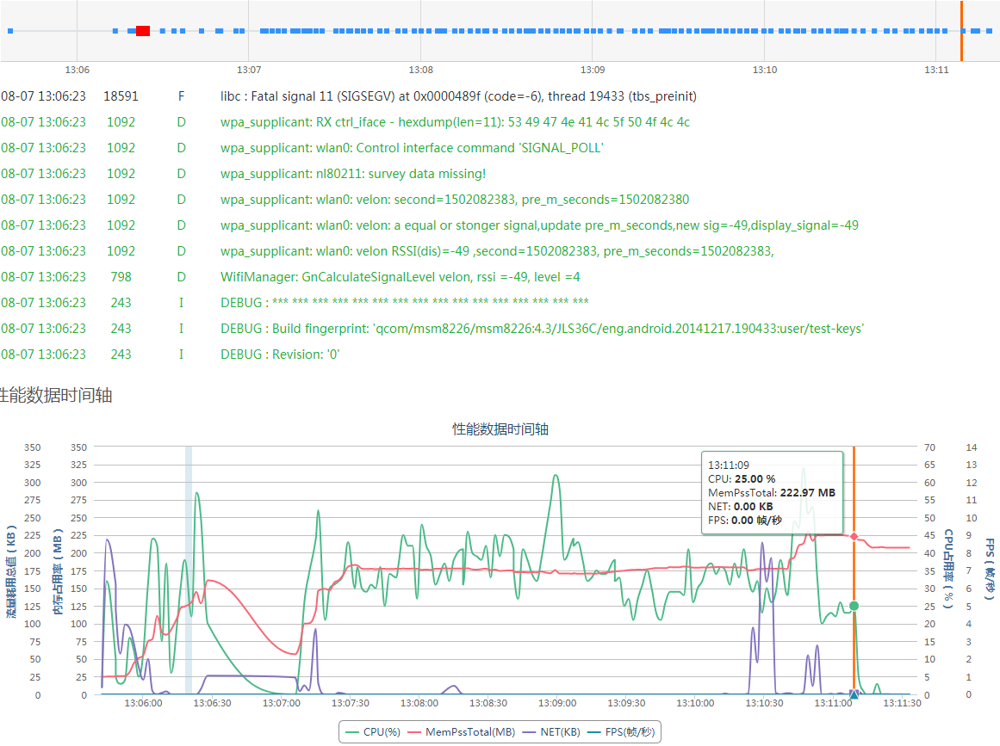 13:06 13:07 13:08 13:09 13:10 13:11
08-07 13:06:23 18591 F libc : Fatal signal 11 (SIGSEGV) at 0x0000489f (code=-6), thread 19433 (tbs_preinit)
08-07 13:06:23 1092 D wpa_supplicant: RX ctrl_iface - hexdump(len=11): 53 49 47 4e 41 4c 5f 50 4f 4c 4c
08-07 13:06:23 1092 D wpa_supplicant: wlan0: Control interface command 'SIGNAL_POLL'
08-07 13:06:23 1092 D wpa_supplicant: nl80211: survey data missing!
08-07 13:06:23 1092 D wpa_supplicant: wlan0: velon: second=1502082383, pre_m_seconds=1502082380
08-07 13:06:23 1092 D wpa_supplicant: wlan0: velon: a equal or stonger signal,update pre_m_seconds,new sig=-49,display_signal=-49
08-07 13:06:23 1092 D wpa_supplicant: wlan0: velon RSSI(dis)=-49 ,second=1502082383, pre_m_seconds=1502082383,
08-07 13:06:23 798 D WifiManager: GnCalculateSignalLevel velon, rssi =-49, level =4
08-07 13:06:23 243 I DEBUG : *** *** *** *** *** *** *** *** *** *** *** *** *** *** *** ***
08-07 13:06:23 243 I DEBUG : Build fingerprint: 'qcom/msm8226/msm8226:4.3/JLS36C/eng.android.20141217.190433:user/test-keys'
08-07 13:06:23 243 I DEBUG : Revision: '0'
性能数据时间轴
性能数据时间轴
350 350 70 14
325 325 65 13
300 300 60 12
275 275 55 11
250 250 50 10
225 225 45 9
200 200 40 8
175 175 35 7
150 150 30 6
125 125 25 5
100 100 20 4
75 75 15 3
50 50 10 2
25 25 5 1
0 0 0 0
流量耗用总值 ( KB )
内存占用率 ( MB )
CPU占用率 ( % )
FPS ( 帧/秒 )
13:11:09
CPU: 25.00 %
MemPssTotal: 222.97 MB
NET: 0.00 KB
FPS: 0.00 帧/秒
13:06:00 13:06:30 13:07:00 13:07:30 13:08:00 13:08:30 13:09:00 13:09:30 13:10:00 13:10:30 13:11:00 13:11:30
CPU(%) MemPssTotal(MB) NET(KB) FPS(帧/秒)